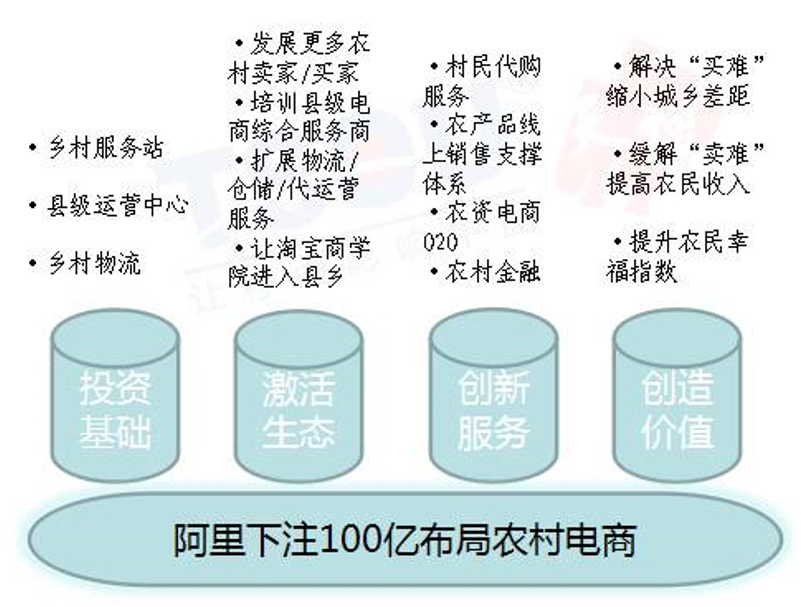 • 乡村服务站
• 县级运营中心
• 乡村物流
• 发展更多农
村卖家/买家
• 培训县级电
商综合服务商
• 扩展物流/
仓储/代运营
服务
• 让淘宝商学
院进入县乡
• 村民代购
服务
• 农产品线
上销售支撑
体系
• 农资电商
O2O
• 农村金融
• 解决“买难”
缩小城乡差距
• 缓解“卖难”
提高农民收入
• 提升农民幸
福指数
投资
基础
激活
生态
创新
服务
创造
价值
阿里下注100亿布局农村电商